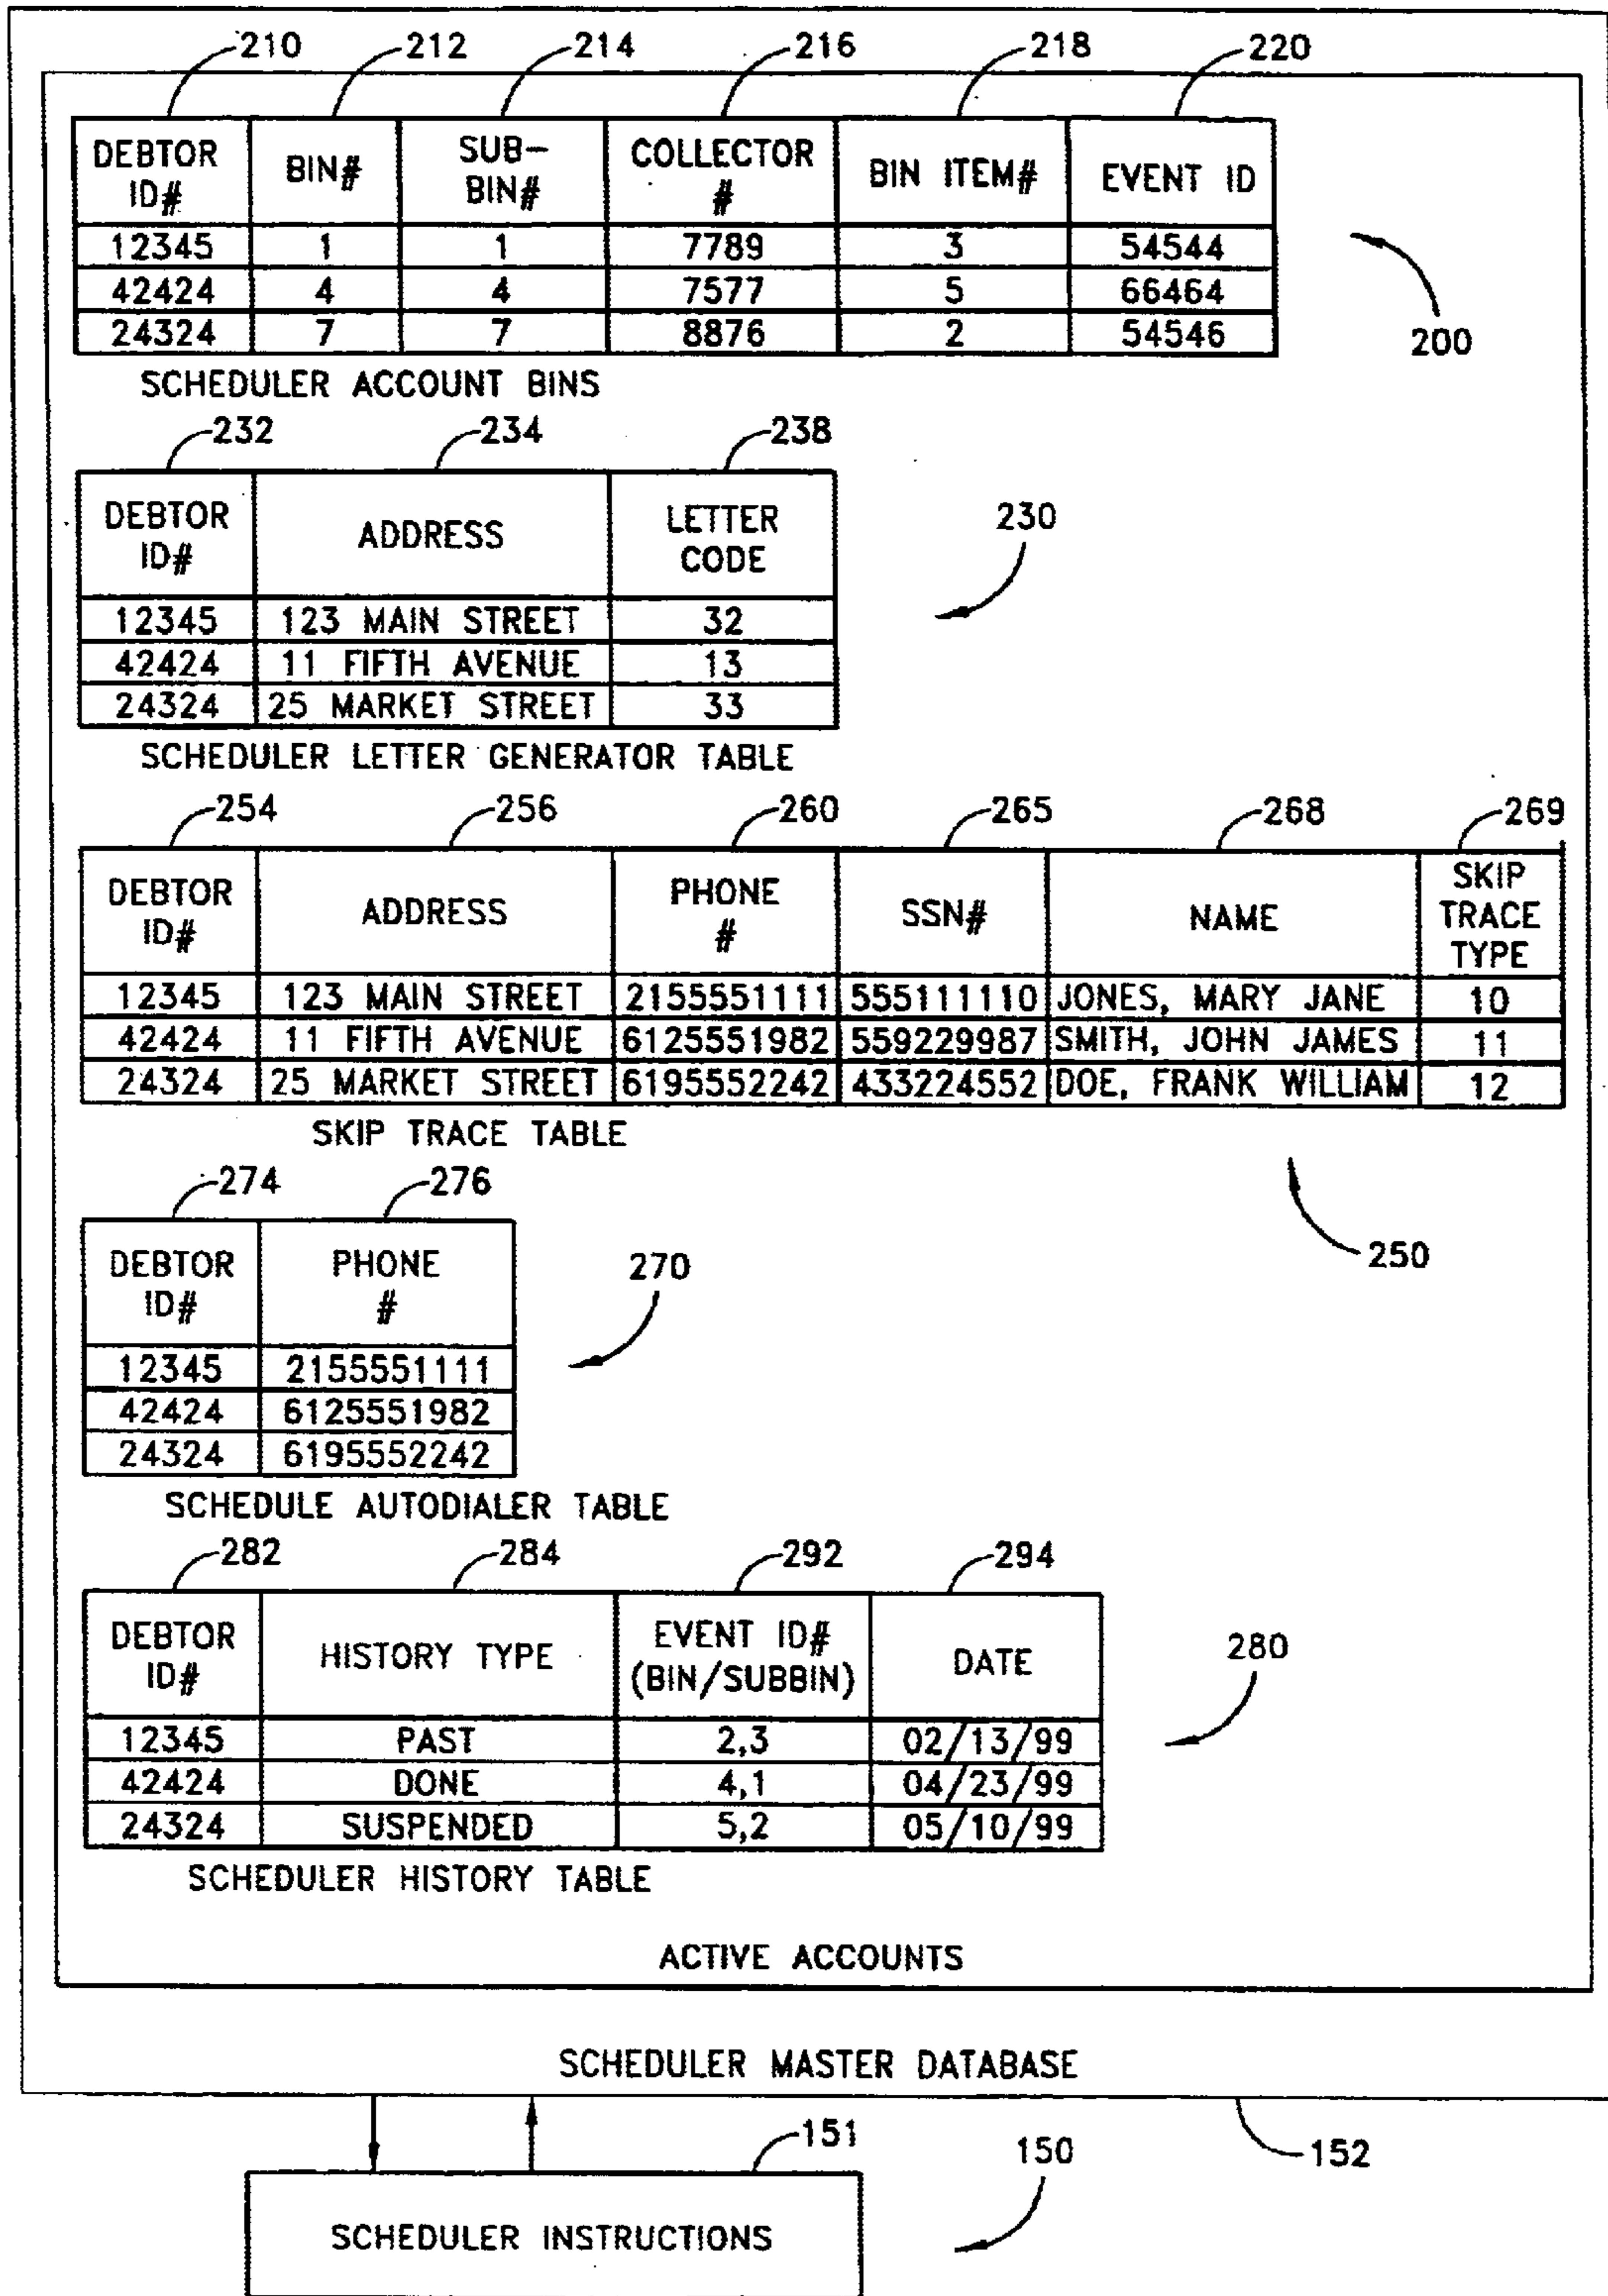 210 212 214 216 218 220
DEBTOR ID# BIN# SUB-BIN# COLLECTOR # BIN ITEM# EVENT ID
12345 1 1 7789 3 54544
42424 4 4 7577 5 66464
24324 7 7 8876 2 54546
200
SCHEDULER ACCOUNT BINS
232 234 238
DEBTOR ID# ADDRESS LETTER CODE
230
12345 123 MAIN STREET 32
42424 11 FIFTH AVENUE 13
24324 25 MARKET STREET 33
SCHEDULER LETTER GENERATOR TABLE
254 256 260 265 268 269
DEBTOR ID# ADDRESS PHONE # SSN# NAME SKIP TRACE TYPE
12345 123 MAIN STREET 2155551111 555111110 JONES, MARY JANE 10
42424 11 FIFTH AVENUE 6125551982 559229987 SMITH, JOHN JAMES 11
24324 25 MARKET STREET 6195552242 433224552 DOE, FRANK WILLIAM 12
SKIP TRACE TABLE
250
274 276
DEBTOR ID# PHONE #
270
12345 2155551111
42424 6125551982
24324 6195552242
SCHEDULE AUTODIALER TABLE
282 284 292 294
DEBTOR ID# HISTORY TYPE EVENT ID# (BIN/SUBBIN) DATE
280
12345 PAST 2,3 02/13/99
42424 DONE 4,1 04/23/99
24324 SUSPENDED 5,2 05/10/99
SCHEDULER HISTORY TABLE
ACTIVE ACCOUNTS
SCHEDULER MASTER DATABASE
151 150 152
SCHEDULER INSTRUCTIONS